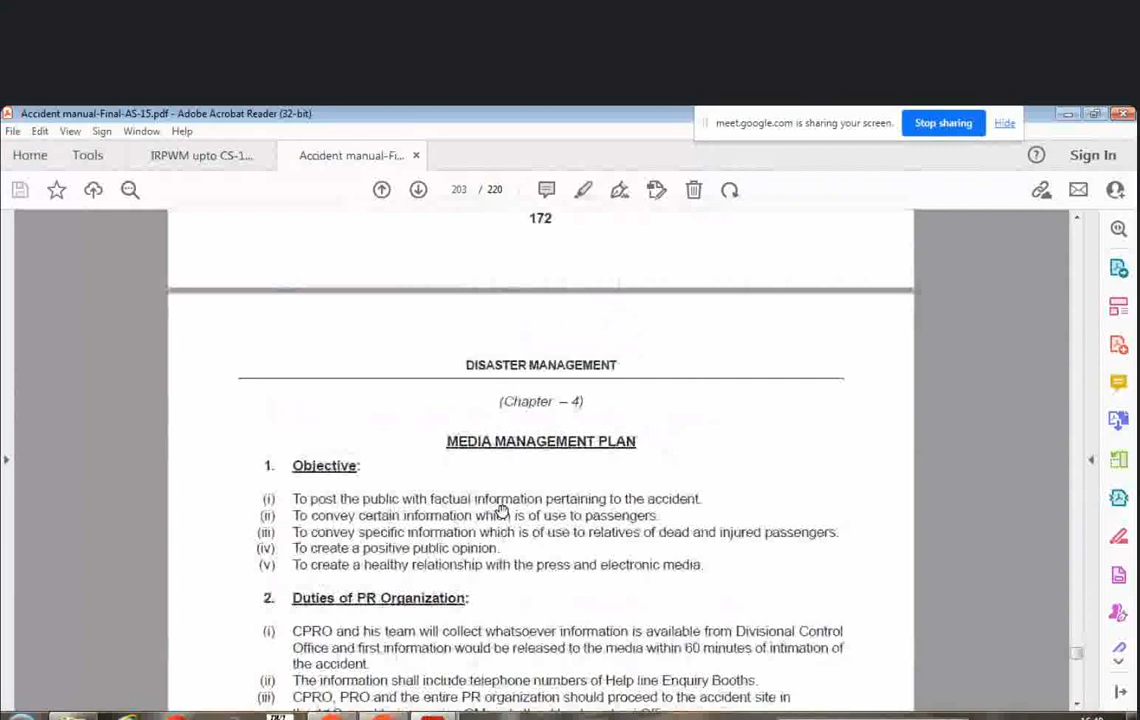 Accident manual-Final-AS-15.pdf - Adobe Acrobat Reader (32-bit)
meet.google.com is sharing your screen.
Stop sharing
Hide
File Edit View Sign Window Help
Home Tools IRPWM upto CS-1... Accident manual-Fi... × Sign In
203 / 220
172
DISASTER MANAGEMENT
(Chapter – 4)
MEDIA MANAGEMENT PLAN
1. Objective:
(i) To post the public with factual information pertaining to the accident.
(ii) To convey certain information which is of use to passengers.
(iii) To convey specific information which is of use to relatives of dead and injured passengers.
(iv) To create a positive public opinion.
(v) To create a healthy relationship with the press and electronic media.
2. Duties of PR Organization:
(i) CPRO and his team will collect whatsoever information is available from Divisional Control
Office and first information would be released to the media within 60 minutes of intimation of
the accident.
(ii) The information shall include telephone numbers of Help line Enquiry Booths.
(iii) CPRO, PRO and the entire PR organization should proceed to the accident site in